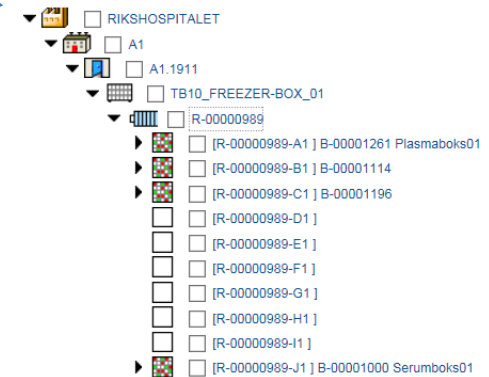 RIKSHOSPITALET
A1
A1.1911
TB10_FREEZER-BOX_01
R-00000989
[R-00000989-A1 ] B-00001261 Plasmaboks01
[R-00000989-B1 ] B-00001114
[R-00000989-C1 ] B-00001196
[R-00000989-D1 ]
[R-00000989-E1 ]
[R-00000989-F1 ]
[R-00000989-G1 ]
[R-00000989-H1 ]
[R-00000989-I1 ]
[R-00000989-J1 ] B-00001000 Serumboks01